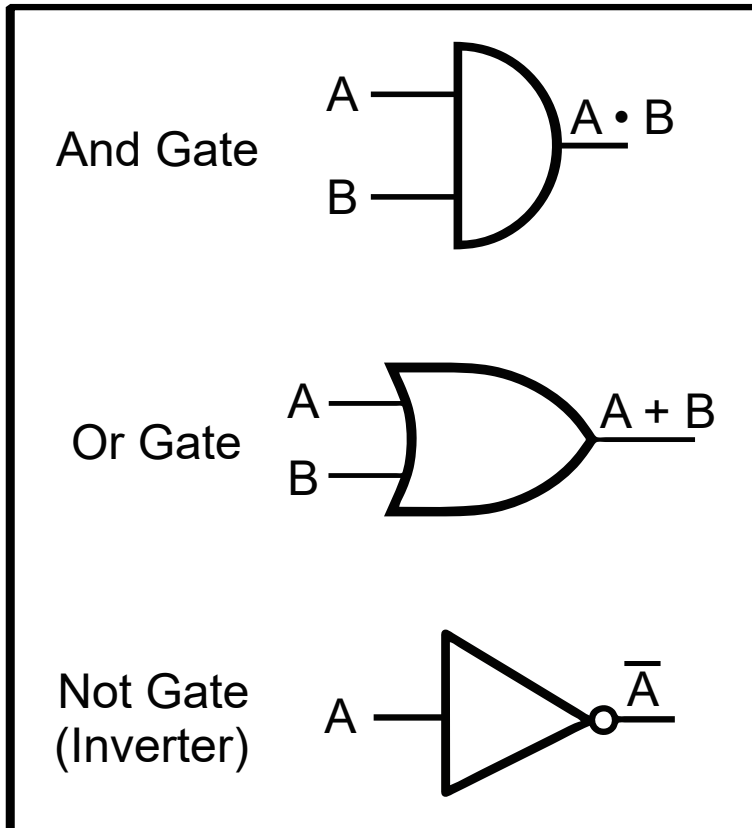 And Gate
A
B
A • B
Or Gate
A
B
A + B
Not Gate
(Inverter)
A
A̅